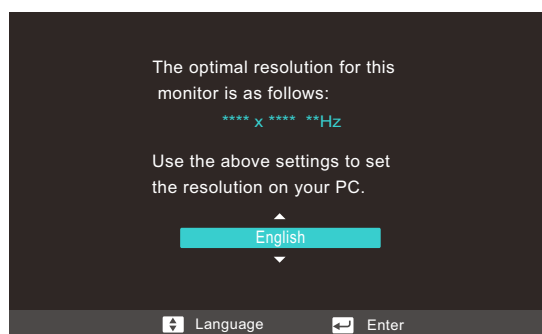 The optimal resolution for this
monitor is as follows:
**** x **** **Hz
Use the above settings to set
the resolution on your PC.
English
Language Enter